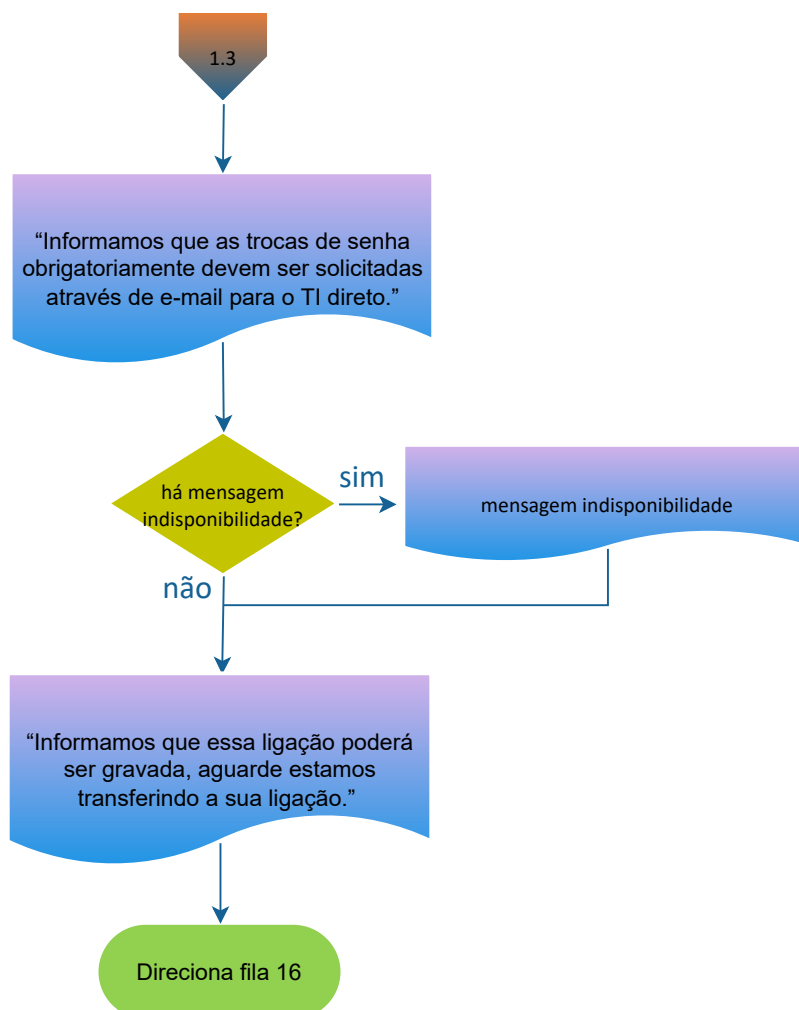 1.3
“Informamos que as trocas de senha
obrigatoriamente devem ser solicitadas
através de e-mail para o TI direto.”
há mensagem
indisponibilidade?
sim
mensagem indisponibilidade
não
“Informamos que essa ligação poderá
ser gravada, aguarde estamos
transferindo a sua ligação.”
Direciona fila 16